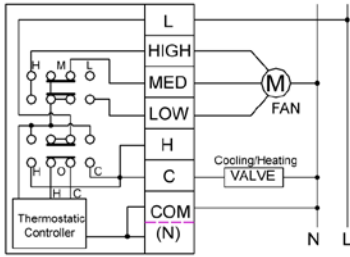 L
HIGH
H M L
MED
M
LOW
FAN
H
Cooling/Heating
C
VALVE
H O C
H C
COM
Thermostatic
Controller
(N)
N L